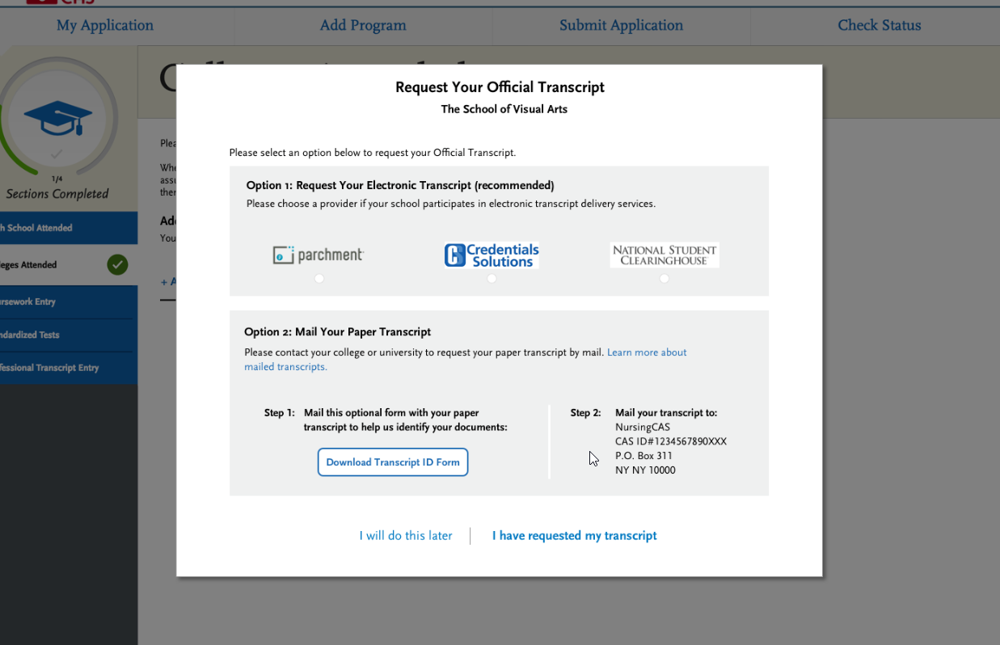 My Application
Add Program
Submit Application
Check Status
Request Your Official Transcript
The School of Visual Arts
Please select an option below to request your Official Transcript.
Option 1: Request Your Electronic Transcript (recommended)
Please choose a provider if your school participates in electronic transcript delivery services.
parchment
Credentials
Solutions
NATIONAL STUDENT
CLEARINGHOUSE
Option 2: Mail Your Paper Transcript
Please contact your college or university to request your paper transcript by mail. Learn more about
mailed transcripts.
Step 1: Mail this optional form with your paper
transcript to help us identify your documents:
Download Transcript ID Form
Step 2: Mail your transcript to:
NursingCAS
CAS ID#1234567890XXX
P.O. Box 311
NY NY 10000
I will do this later
I have requested my transcript
1/4
Sections Completed
h School Attended
eges Attended
rsework Entry
ndardized Tests
fessional Transcript Entry